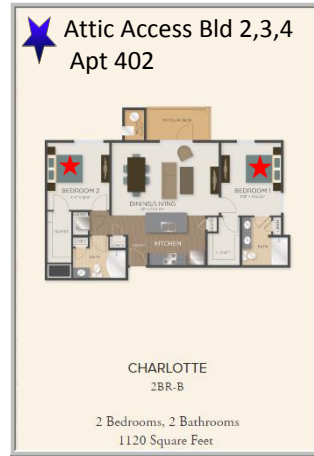 Attic Access Bld 2,3,4
Apt 402
BEDROOM 2
BEDROOM 1
DINING/LIVING
KITCHEN
CHARLOTTE
2BR-B
2 Bedrooms, 2 Bathrooms
1120 Square Feet